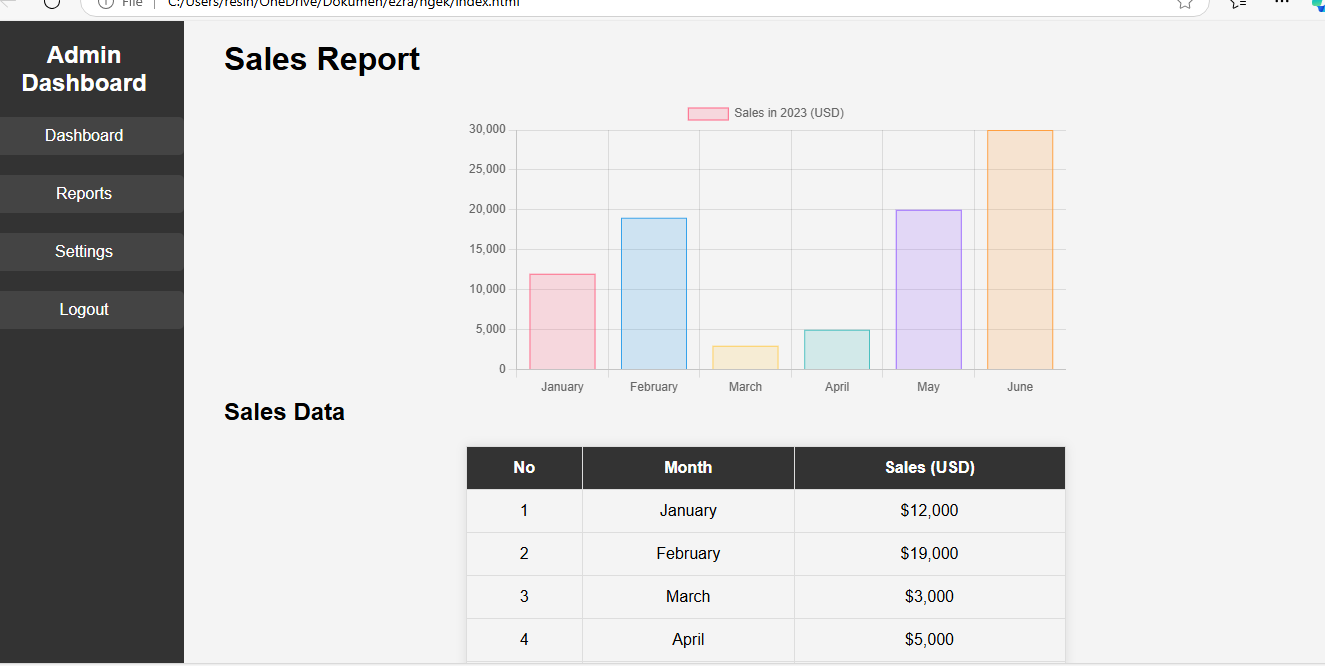 File | C:/Users/resin/OneDrive/Dokumen/ezra/ngek/index.html
Admin
Dashboard
Dashboard
Reports
Settings
Logout
Sales Report
Sales in 2023 (USD)
30,000
25,000
20,000
15,000
10,000
5,000
0
January February March April May June
Sales Data
No Month Sales (USD)
1 January $12,000
2 February $19,000
3 March $3,000
4 April $5,000